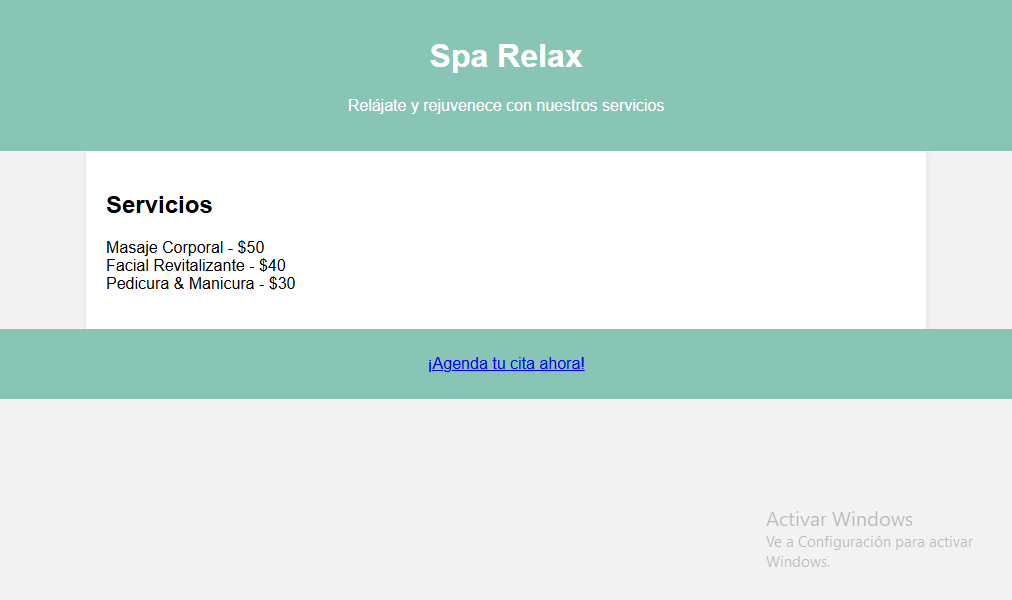 Spa Relax
Relájate y rejuvenece con nuestros servicios
Servicios
Masaje Corporal - $50
Facial Revitalizante - $40
Pedicura & Manicura - $30
¡Agenda tu cita ahora!
Activar Windows
Ve a Configuración para activar
Windows.